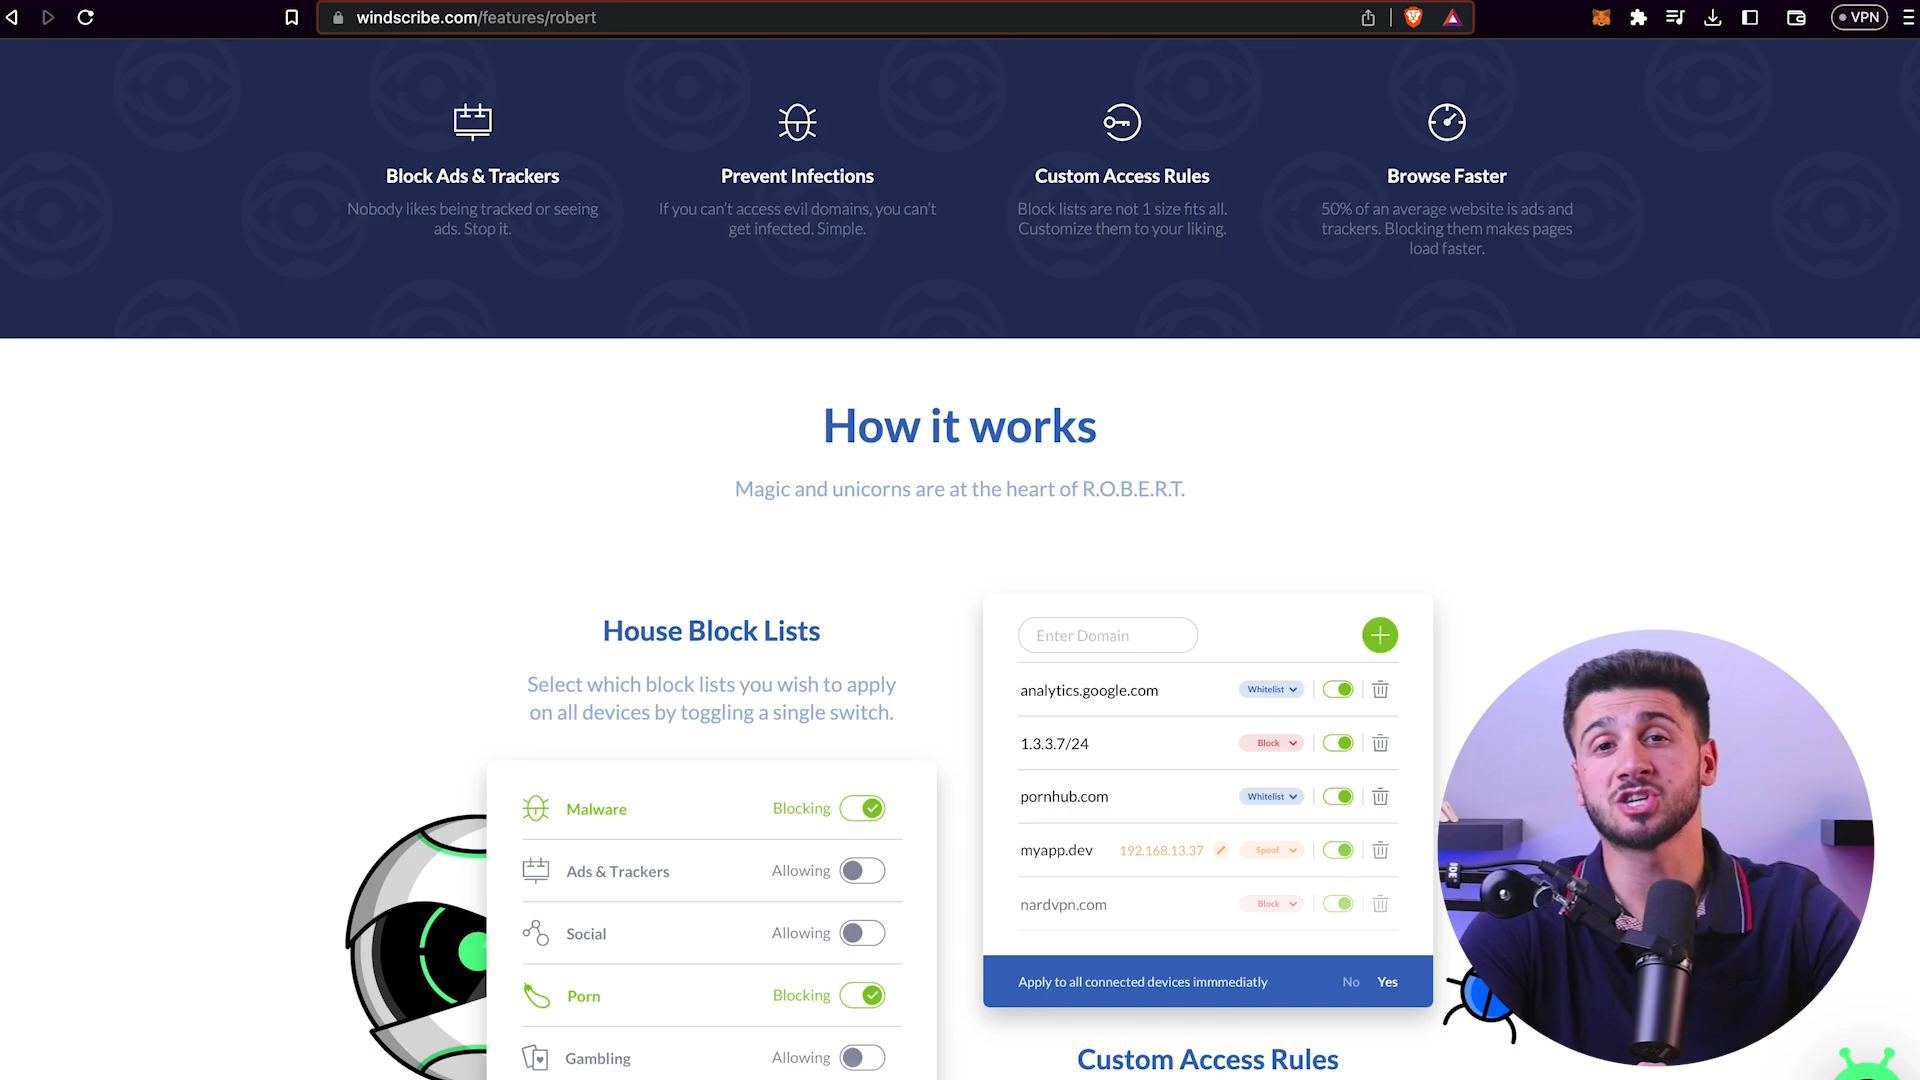 windscribe.com/features/robert
VPN
Block Ads & Trackers
Nobody likes being tracked or seeing
ads. Stop it.
Prevent Infections
If you can't access evil domains, you can't
get infected. Simple.
Custom Access Rules
Block lists are not 1 size fits all.
Customize them to your liking.
Browse Faster
50% of an average website is ads and
trackers. Blocking them makes pages
load faster.
How it works
Magic and unicorns are at the heart of R.O.B.E.R.T.
House Block Lists
Select which block lists you wish to apply
on all devices by toggling a single switch.
Malware Blocking
Ads & Trackers Allowing
Social Allowing
Porn Blocking
Gambling Allowing
Enter Domain
analytics.google.com Whitelist
1.3.3.7/24 Block
pornhub.com Whitelist
myapp.dev 192.168.13.37 Spoof
nardvpn.com Block
Apply to all connected devices immmediatly No Yes
Custom Access Rules